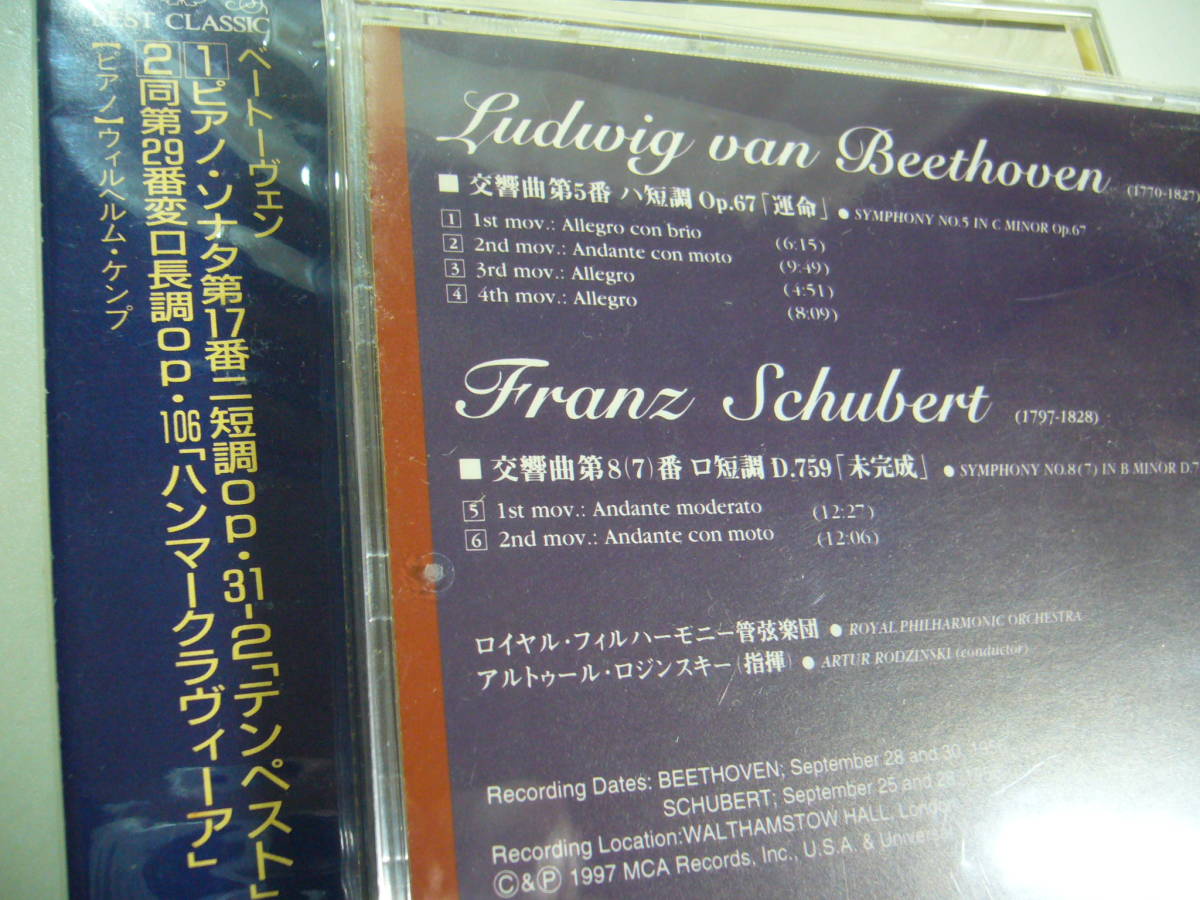 BEST CLASSIC
ベートーヴェン
1 ピアノ・ソナタ第17番ニ短調op.31-2「テンペスト」
2 同第29番変ロ長調op.106「ハンマークラヴィーア」
【ピアノ】ウィルヘルム・ケンプ
Ludwig van Beethoven (1770-1827)
■ 交響曲第5番 ハ短調 Op.67「運命」 ● SYMPHONY NO.5 IN C MINOR Op.67
1 1st mov.: Allegro con brio (6:15)
2 2nd mov.: Andante con moto (9:49)
3 3rd mov.: Allegro (4:51)
4 4th mov.: Allegro (8:09)
Franz Schubert (1797-1828)
■ 交響曲第8(7)番 ロ短調 D.759「未完成」 ● SYMPHONY NO.8(7) IN B MINOR
5 1st mov.: Andante moderato (12:27)
6 2nd mov.: Andante con moto (12:06)
ロイヤル・フィルハーモニー管弦楽団 ● ROYAL PHILHARMONIC ORCHESTRA
アルトゥール・ロジンスキー(指揮) ● ARTUR RODZINSKI (conductor)
Recording Dates: BEETHOVEN; September 28 and 30,
SCHUBERT; September 25 and
Recording Location:WALTHAMSTOW HALL, London
© & ℗ 1997 MCA Records, Inc., U.S.A. &